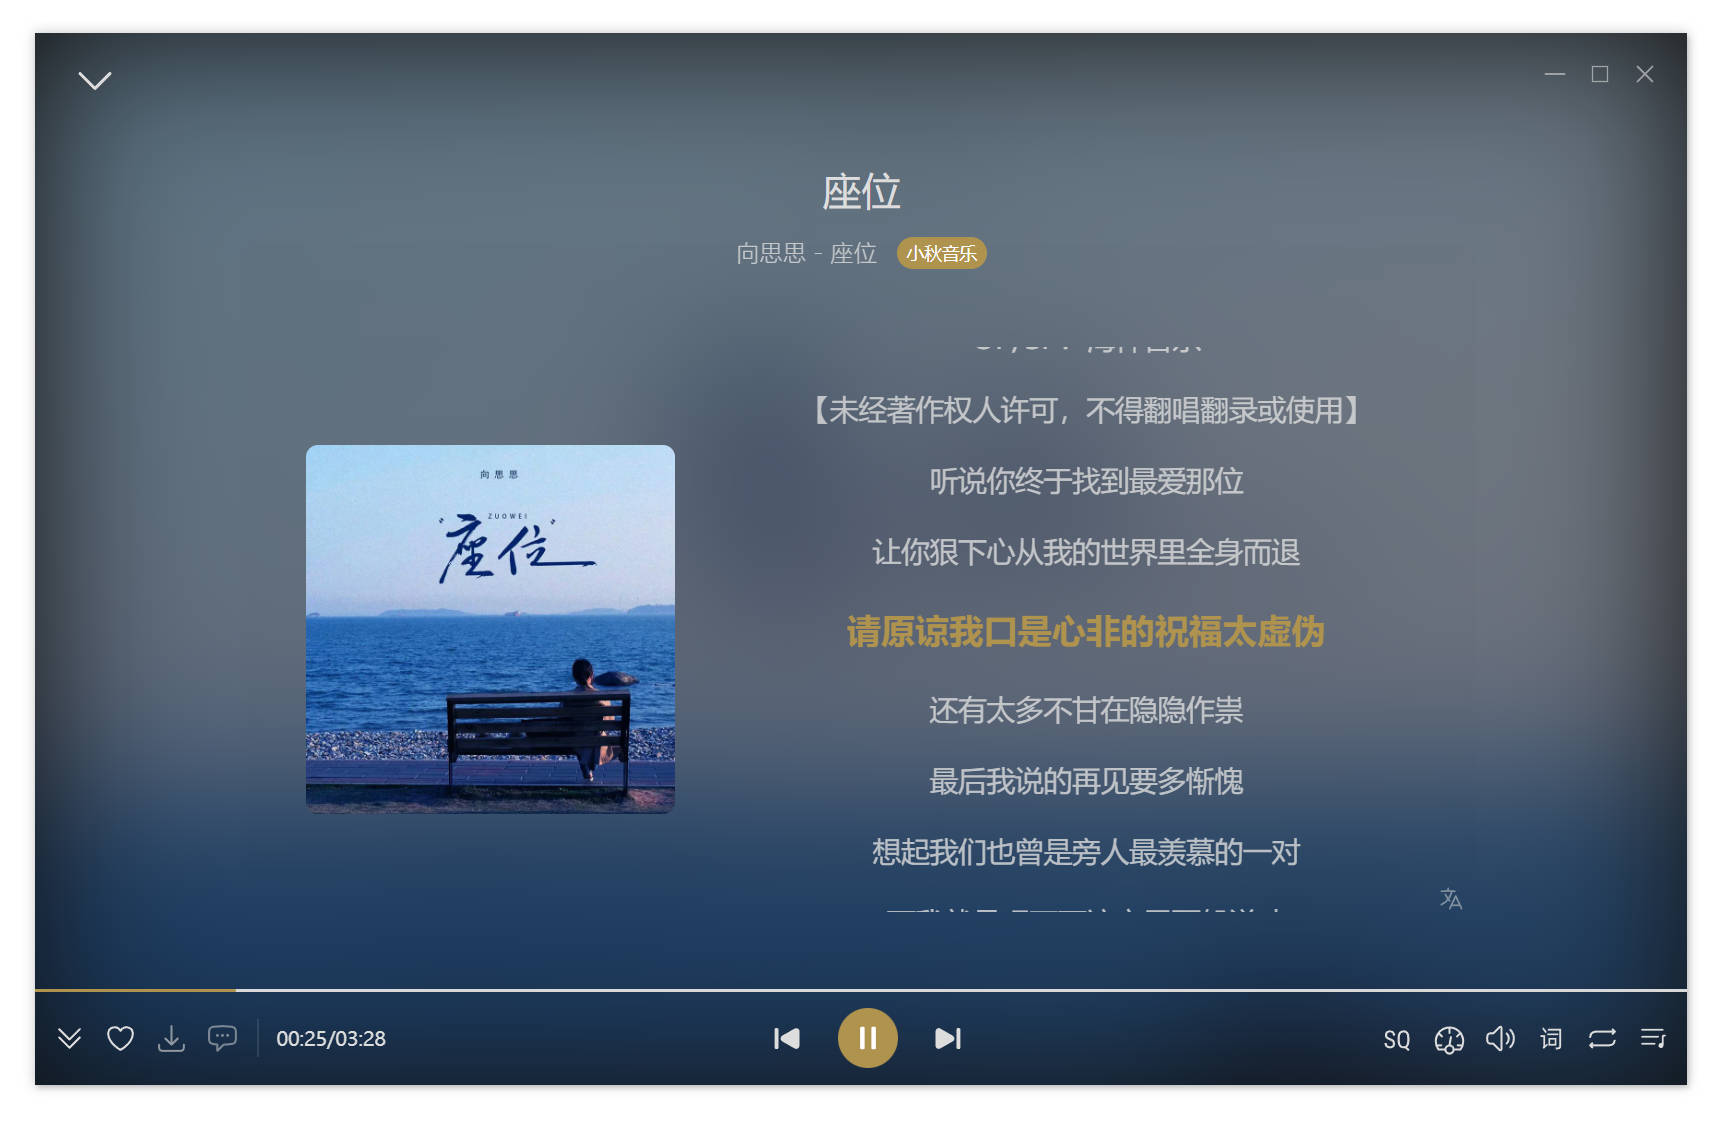 座位
向思思 - 座位 小秋音乐
【未经著作权人许可，不得翻唱翻录或使用】
听说你终于找到最爱那位
让你狠下心从我的世界里全身而退
请原谅我口是心非的祝福太虚伪
还有太多不甘在隐隐作祟
最后我说的再见要多惭愧
想起我们也曾是旁人最羡慕的一对
向思思
ZUOWEI
“座位”
00:25/03:28
SQ
词